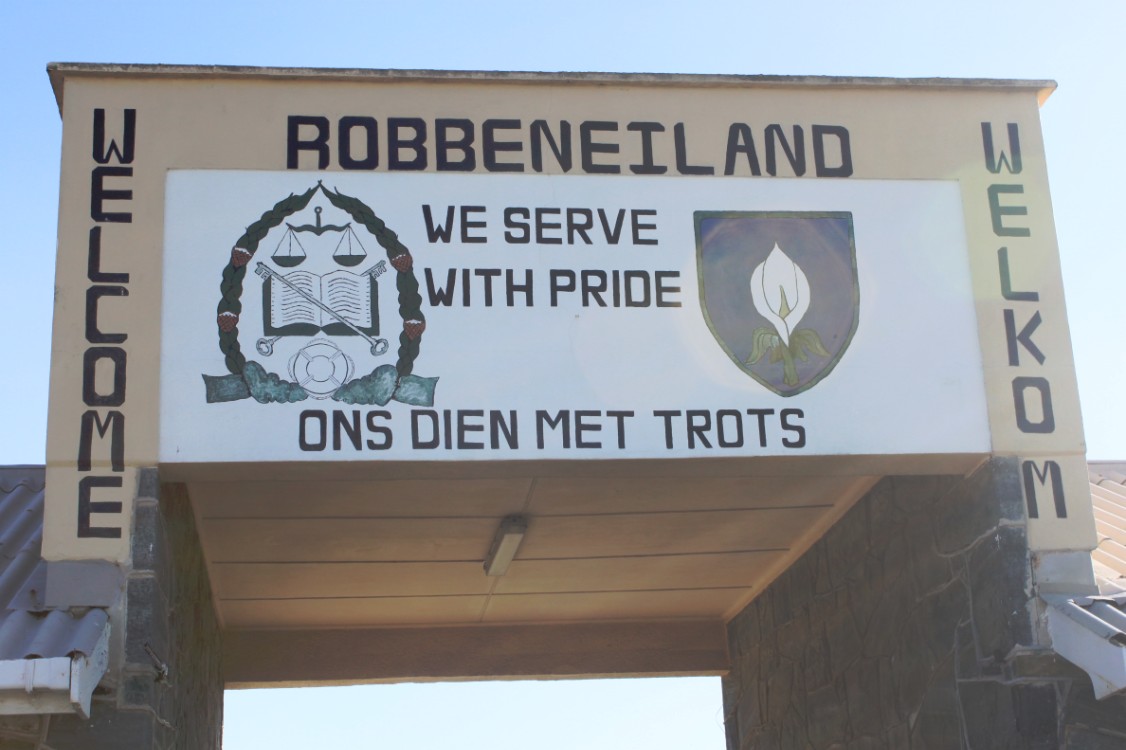 ROBBENEILAND
WELCOME
WE SERVE
WITH PRIDE
ONS DIEN MET TROTS
WELKOM